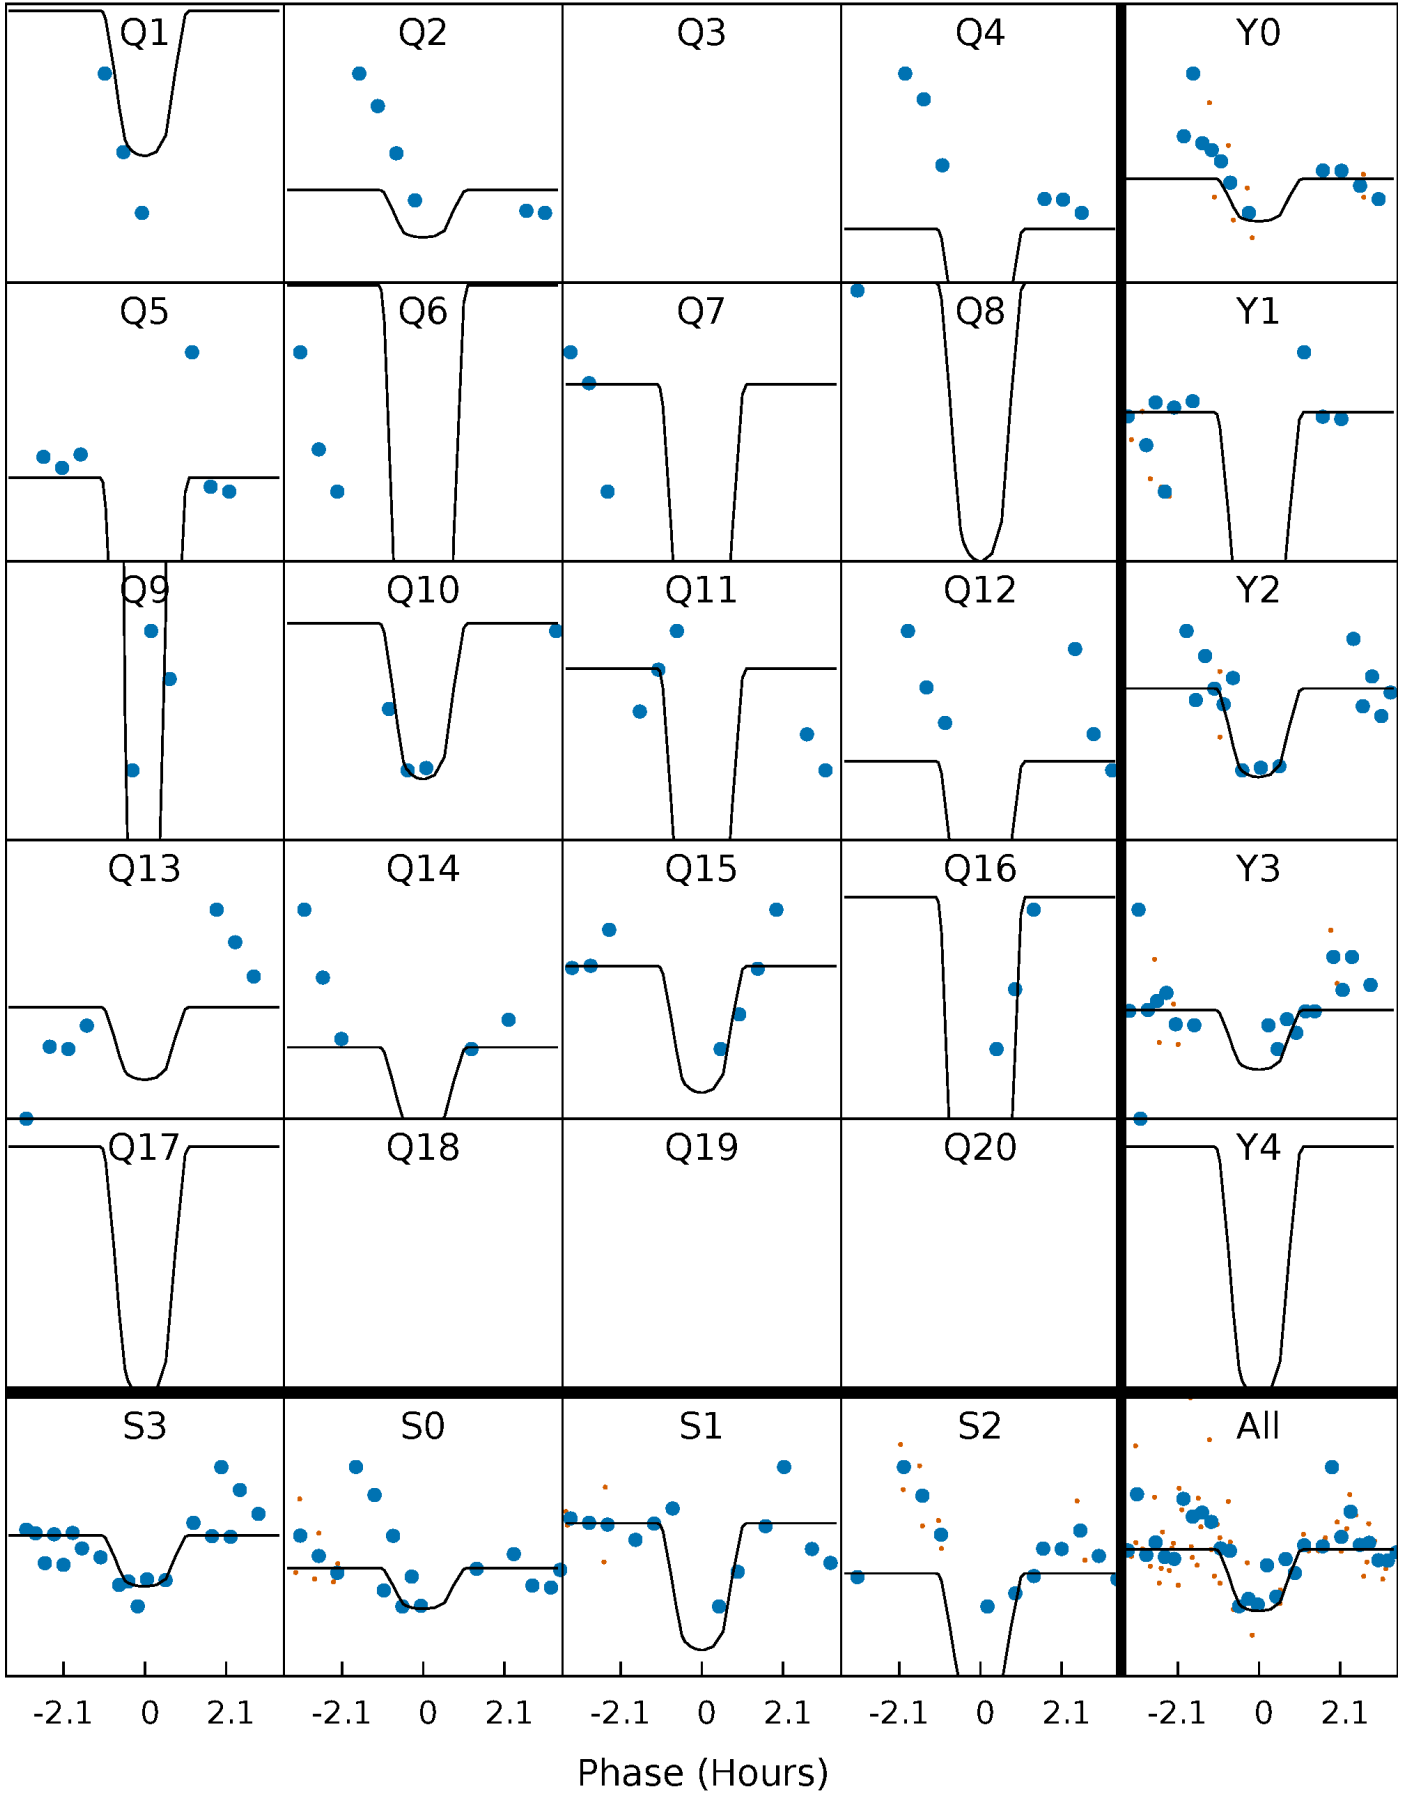 Q1 Q2 Q3 Q4 Y0
Q5 Q6 Q7 Q8 Y1
Q9 Q10 Q11 Q12 Y2
Q13 Q14 Q15 Q16 Y3
Q17 Q18 Q19 Q20 Y4
S3 S0 S1 S2 All
-2.1 0 2.1 -2.1 0 2.1 -2.1 0 2.1 -2.1 0 2.1 -2.1 0 2.1
Phase (Hours)